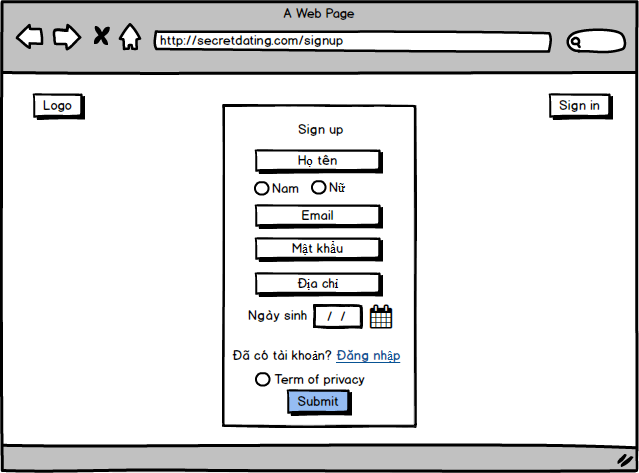 A Web Page
http://secretdating.com/signup
Logo
Sign in
Sign up
Họ tên
Nam Nữ
Email
Mật khẩu
Địa chỉ
Ngày sinh / /
Đã có tài khoản? Đăng nhập
Term of privacy
Submit